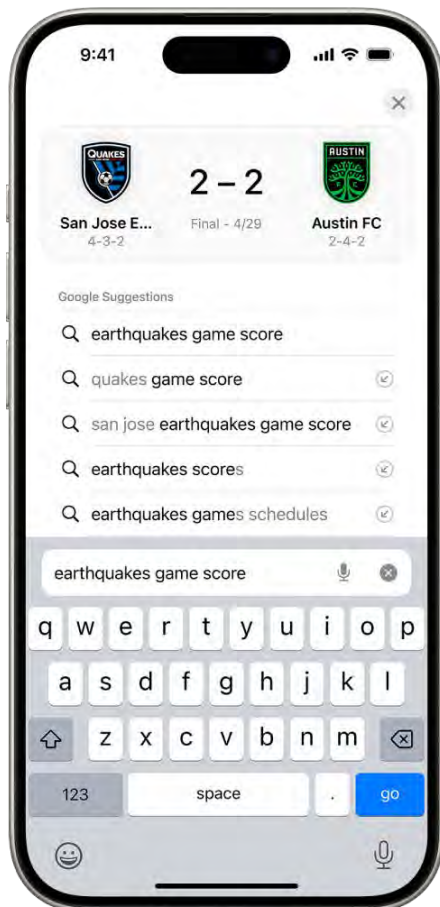 9:41
QUAKES
AUSTIN
2 – 2
San Jose E...
Final - 4/29
Austin FC
4-3-2
2-4-2
Google Suggestions
earthquakes game score
quakes game score
san jose earthquakes game score
earthquakes scores
earthquakes games schedules
earthquakes game score
q w e r t y u i o p
a s d f g h j k l
z x c v b n m
123 space . go